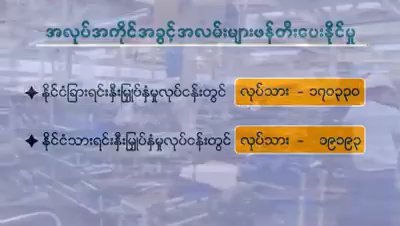 အလုပ်အကိုင်အခွင့်အလမ်းများဖန်တီးပေးနိုင်မှု
နိုင်ငံခြားရင်းနှီးမြှုပ်နှံမှုလုပ်ငန်းတွင် လုပ်သား - ၁၇၀၃၃၀
နိုင်ငံသားရင်းနှီးမြှုပ်နှံမှုလုပ်ငန်းတွင် လုပ်သား - ၁၉၁၉၃